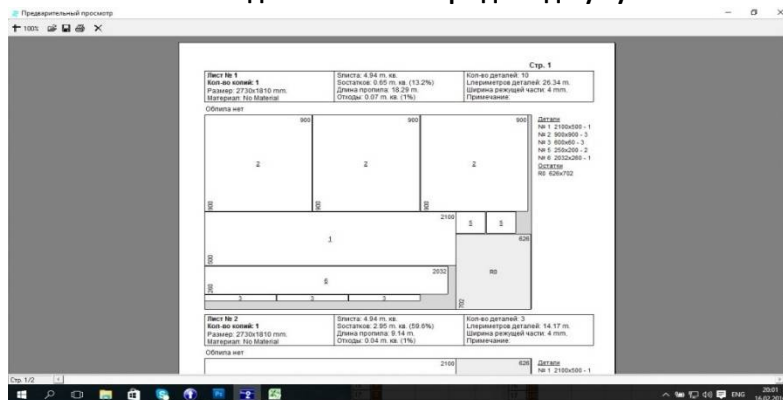 Предварительный просмотр
100%
Стр. 1
Лист № 1
Кол-во копий: 1
Размер: 2730x1810 mm.
Материал: No Material
Sлиста: 4.94 m. кв.
Sостатков: 0.65 m. кв. (13.2%)
Длина пропила: 18.29 m.
Отходы: 0.07 m. кв. (1%)
Кол-во деталей: 10
Lпериметров деталей: 26.34 m.
Ширина режущей части: 4 mm.
Примечание:
Обпила нет
900
900
900
2
2
2
900
900
900
Детали
№ 1 2100x500 - 1
№ 2 900x900 - 3
№ 3 600x60 - 3
№ 5 250x200 - 2
№ 6 2032x260 - 1
Остатки
R0 626x702
2100
5
5
1
626
500
2032
6
R0
260
3
3
3
702
Лист № 2
Кол-во копий: 1
Размер: 2730x1810 mm.
Материал: No Material
Sлиста: 4.94 m. кв.
Sостатков: 2.95 m. кв. (59.6%)
Длина пропила: 9.14 m.
Отходы: 0.04 m. кв. (1%)
Кол-во деталей: 3
Lпериметров деталей: 14.17 m.
Ширина режущей части: 4 mm.
Примечание:
Обпила нет
2100
626
Детали
№ 1 2100x500 - 1
Стр. 1/2
ENG
20:01